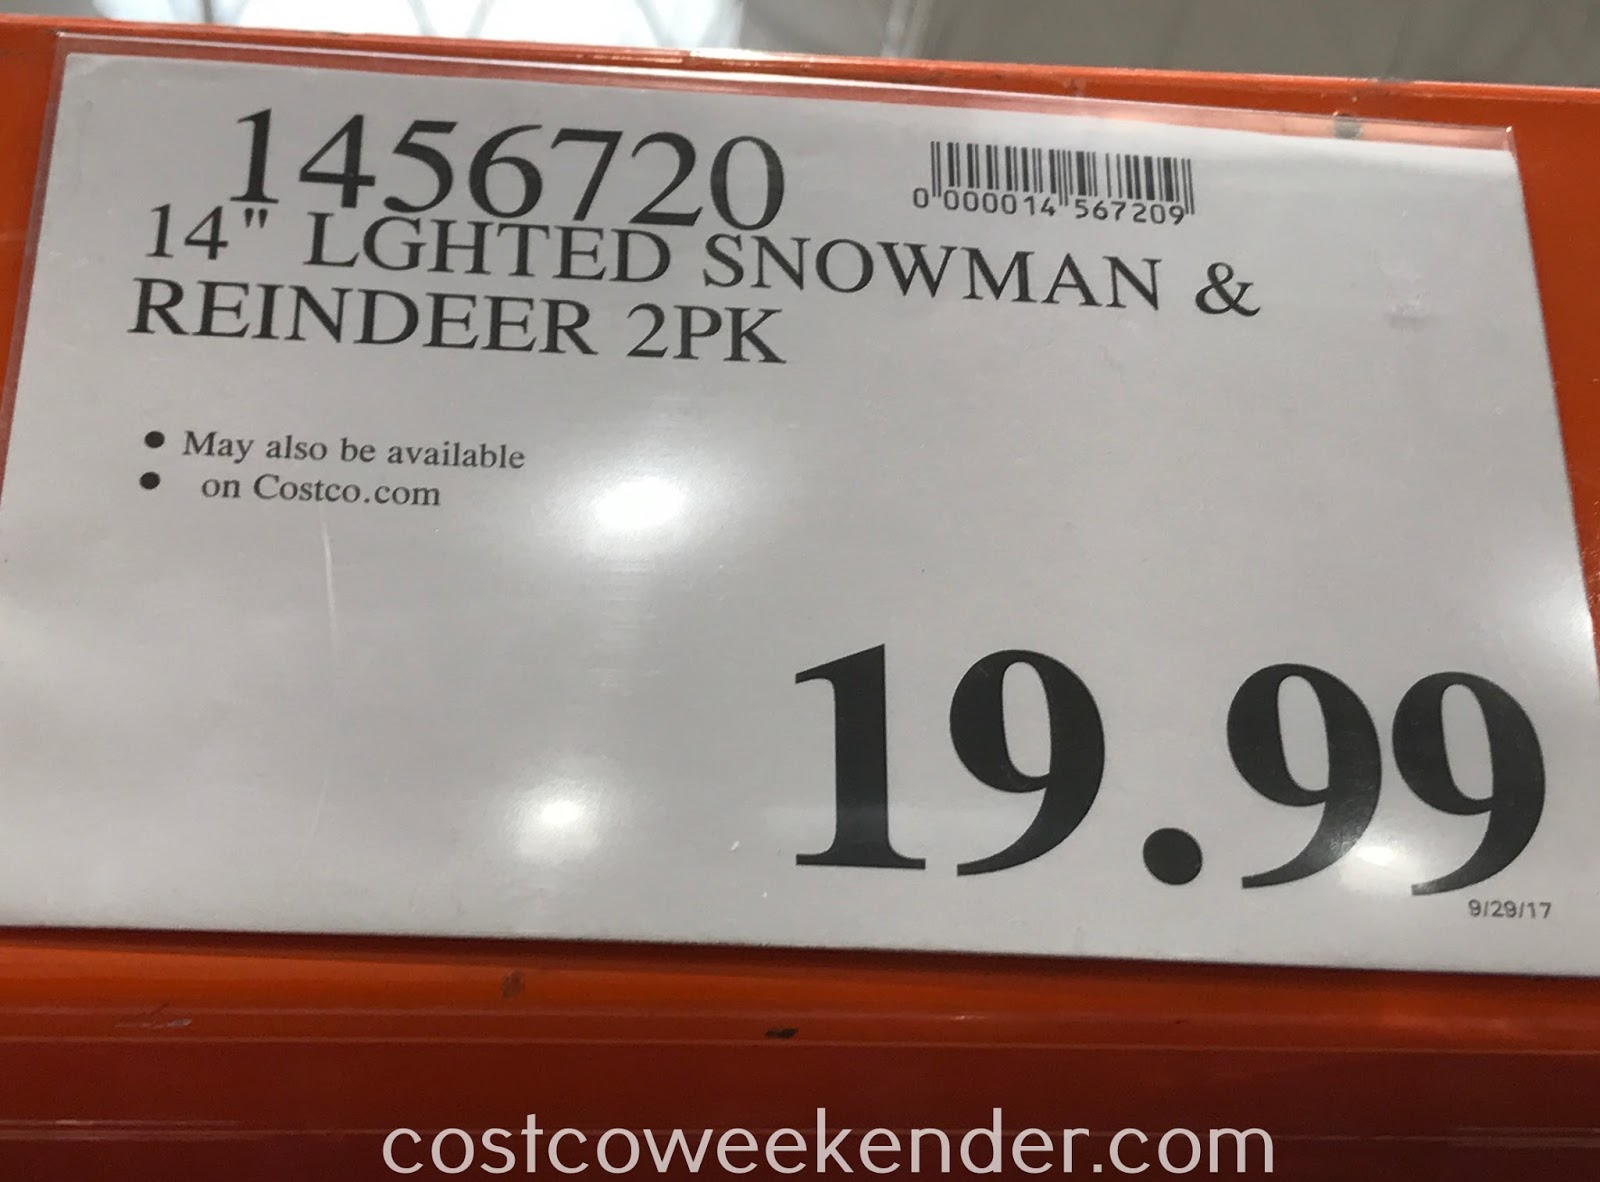 1456720
0 000014 567209
14" LGHTED SNOWMAN &
REINDEER 2PK
● May also be available
● on Costco.com
19.99
9/29/17
costcoweekender.com